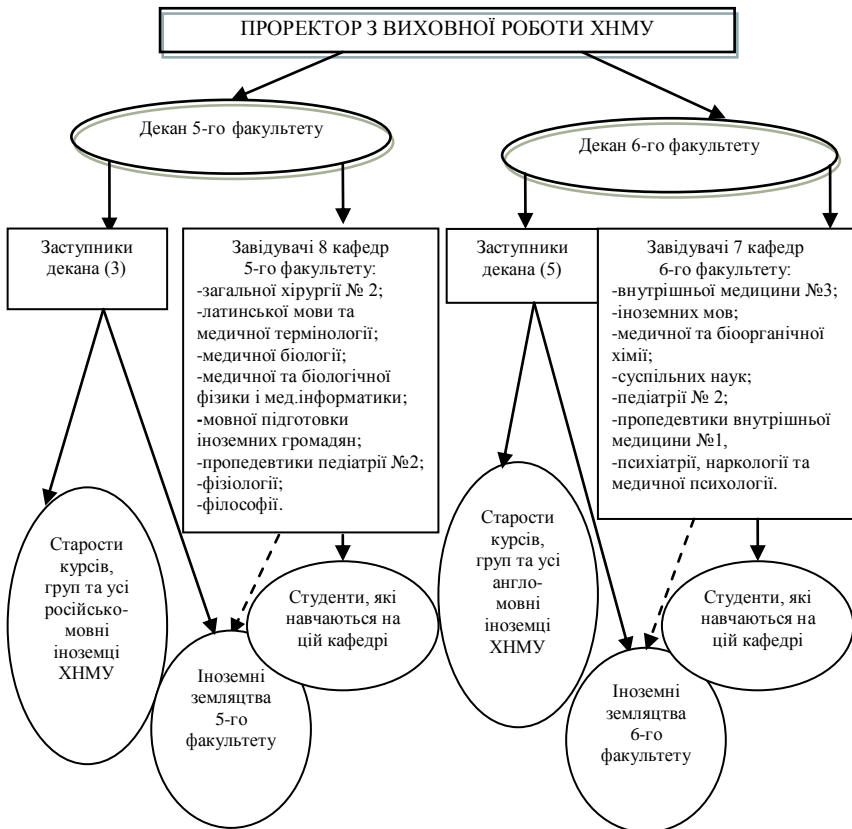 ПРОРЕКТОР З ВИХОВНОЇ РОБОТИ ХНМУ
Декан 5-го факультету
Декан 6-го факультету
Заступники
декана (3)
Завідувачі 8 кафедр
5-го факультету:
-загальної хірургії № 2;
-латинської мови та
медичної термінології;
-медичної біології;
-медичної та біологічної
фізики і мед.інформатики;
-мовної підготовки
іноземних громадян;
-пропедевтики педіатрії №2;
-фізіології;
-філософії.
Заступники
декана (5)
Завідувачі 7 кафедр
6-го факультету:
-внутрішньої медицини №3;
-іноземних мов;
-медичної та біоорганічної
хімії;
-суспільних наук;
-педіатрії № 2;
-пропедевтики внутрішньої
медицини №1,
-психіатрії, наркології та
медичної психології.
Старости
курсів,
груп та усі
російсько-
мовні
іноземці
ХНМУ
Іноземні
земляцтва
5-го
факультету
Студенти, які
навчаються на
цій кафедрі
Старости
курсів,
груп та усі
англо-
мовні
іноземці
ХНМУ
Іноземні
земляцтва
6-го
факультету
Студенти, які
навчаються на
цій кафедрі